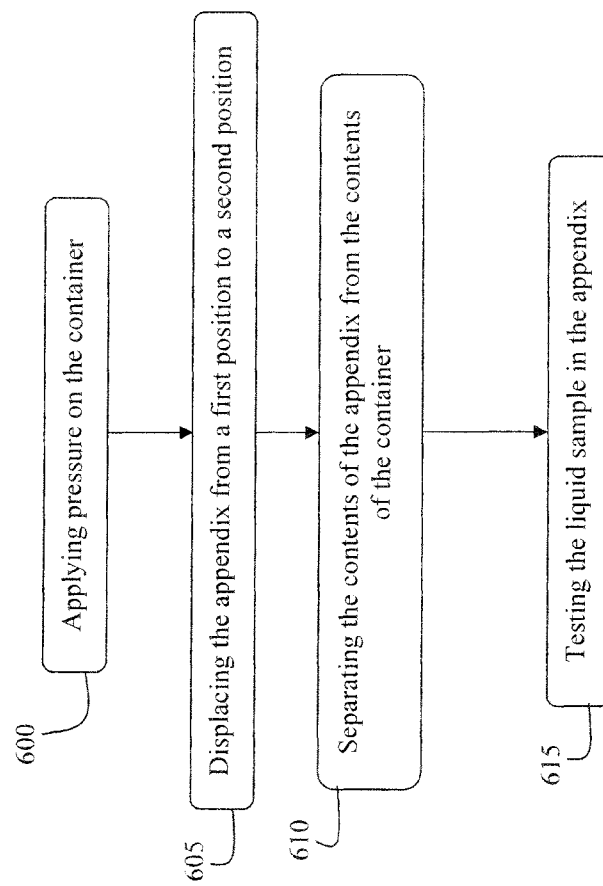 600
Applying pressure on the container
605
Displacing the appendix from a first position to a second position
610
Separating the contents of the appendix from the contents
of the container
615
Testing the liquid sample in the appendix